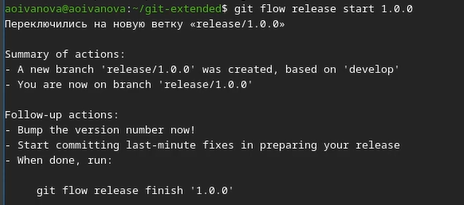 aoivanova@aoivanova:~/git-extended$ git flow release start 1.0.0
Переключились на новую ветку «release/1.0.0»
Summary of actions:
- A new branch 'release/1.0.0' was created, based on 'develop'
- You are now on branch 'release/1.0.0'
Follow-up actions:
- Bump the version number now!
- Start committing last-minute fixes in preparing your release
- When done, run:
git flow release finish '1.0.0'